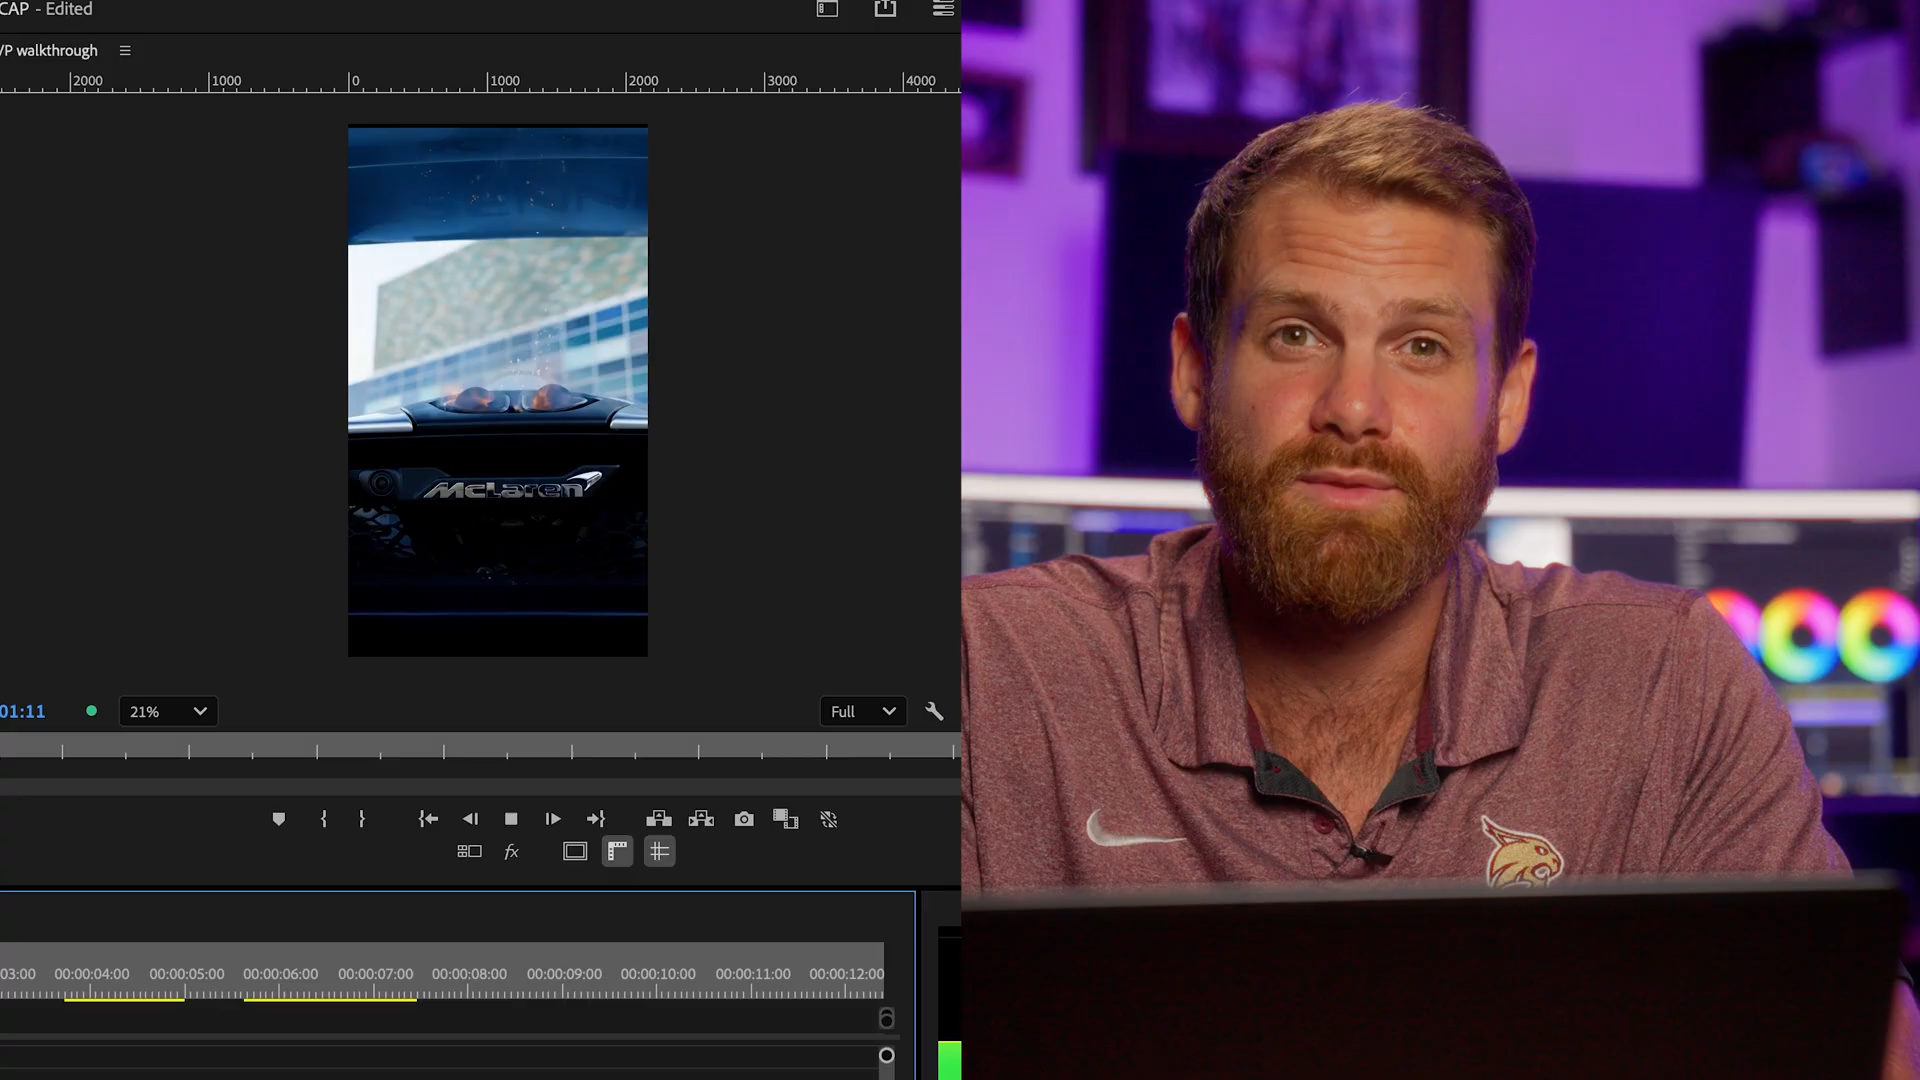 CAP - Edited
VP walkthrough
2000 1000 0 1000 2000 3000 4000
McLaren
01:11 21% Full
fx
03:00 00:00:04:00 00:00:05:00 00:00:06:00 00:00:07:00 00:00:08:00 00:00:09:00 00:00:10:00 00:00:11:00 00:00:12:00